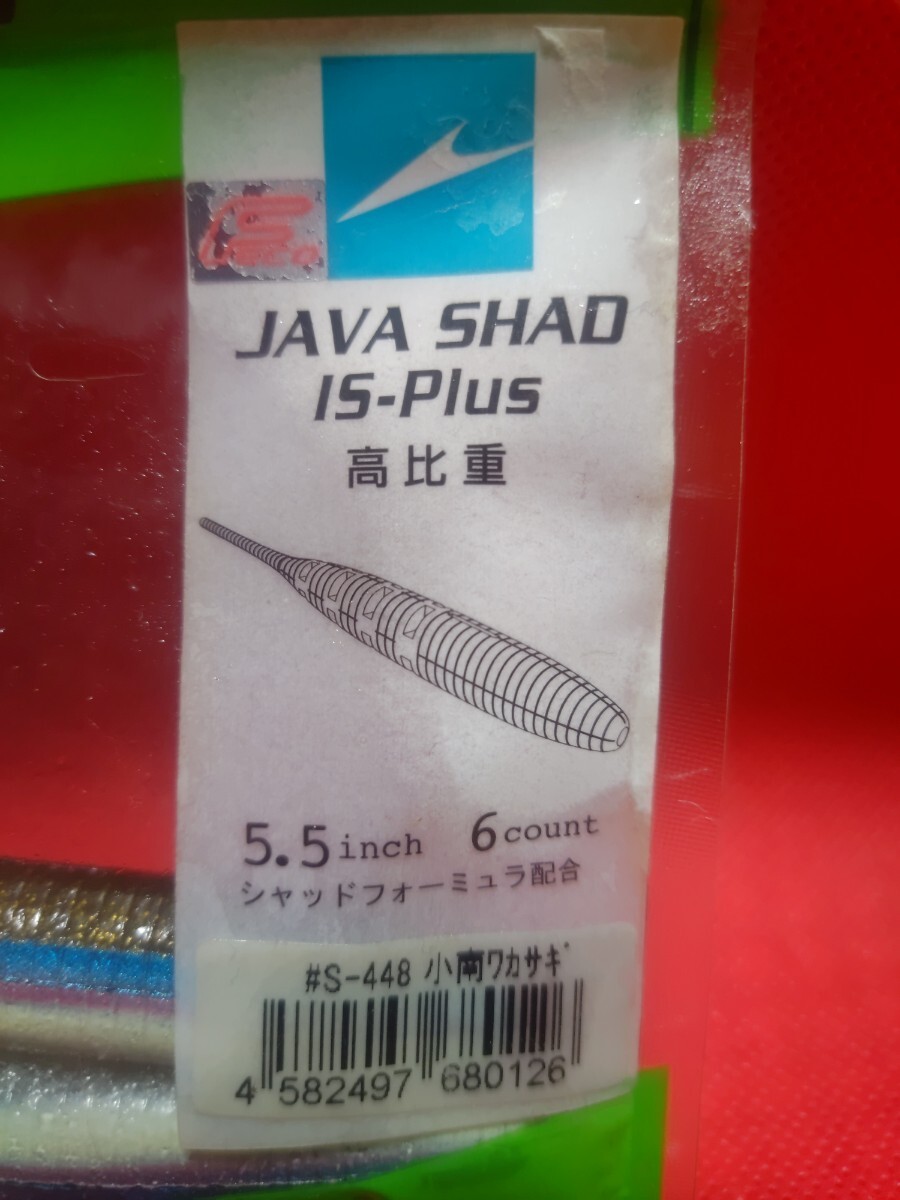 JAVA SHAD
IS-Plus
高比重
5.5inch 6count
シャッドフォーミュラ配合
#S-448 小南ワカサギ
4 582497 680126